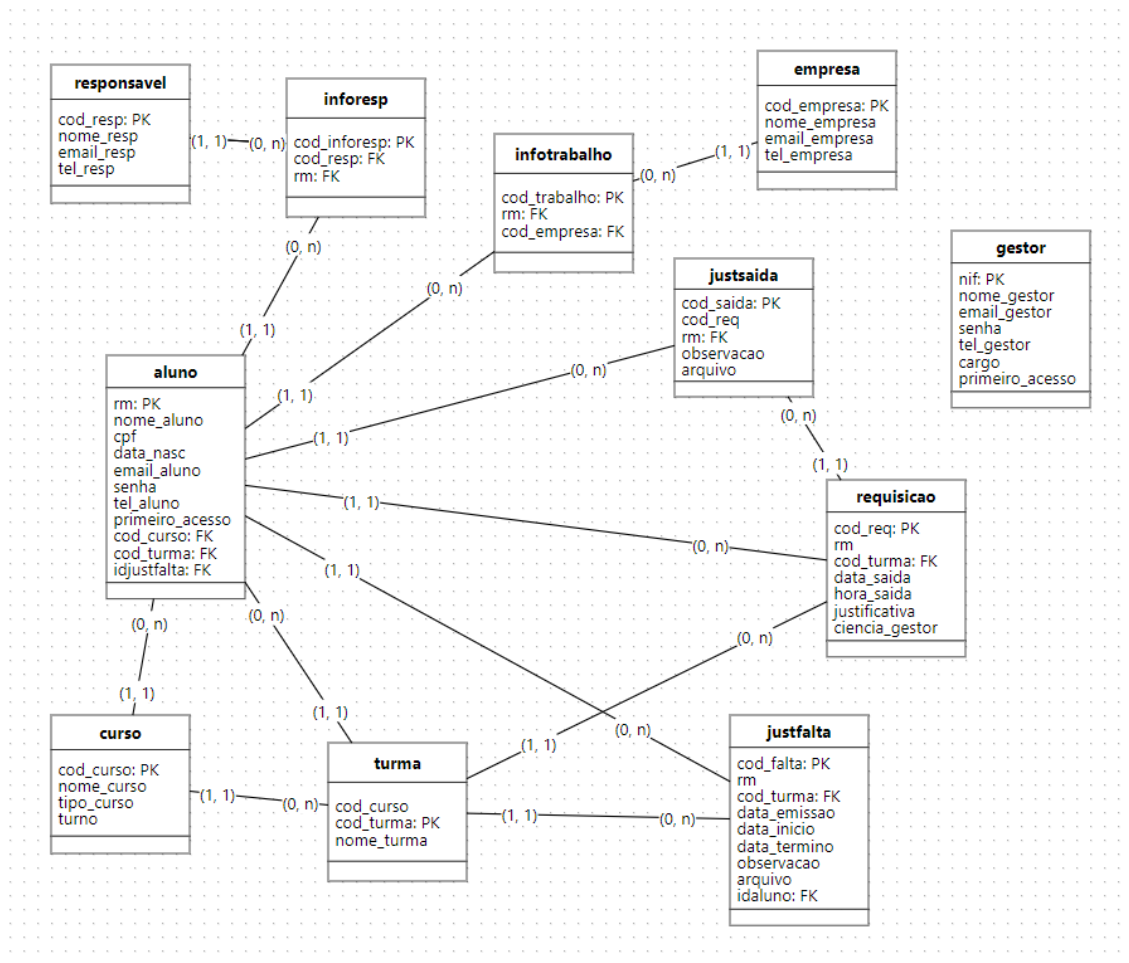 responsavel
cod_resp: PK
nome_resp
email_resp
tel_resp
(1, 1)
(0, n)
inforesp
cod_inforesp: PK
cod_resp: FK
rm: FK
(0, n)
(1, 1)
infotrabalho
cod_trabalho: PK
rm: FK
cod_empresa: FK
(0, n)
(1, 1)
empresa
cod_empresa: PK
nome_empresa
email_empresa
tel_empresa
(0, n)
(1, 1)
justsaida
cod_saida: PK
cod_req
rm: FK
observacao
arquivo
(0, n)
(1, 1)
(0, n)
(1, 1)
gestor
nif: PK
nome_gestor
email_gestor
senha
tel_gestor
cargo
primeiro_acesso
aluno
rm: PK
nome_aluno
cpf
data_nasc
email_aluno
senha
tel_aluno
primeiro_acesso
cod_curso: FK
cod_turma: FK
idjustfalta: FK
(1, 1)
(0, n)
requisicao
cod_req: PK
rm
cod_turma: FK
data_saida
hora_saida
justificativa
ciencia_gestor
(1, 1)
(0, n)
(0, n)
(1, 1)
(0, n)
(1, 1)
(0, n)
(1, 1)
curso
cod_curso: PK
nome_curso
tipo_curso
turno
(1, 1)
(0, n)
turma
cod_curso
cod_turma: PK
nome_turma
(1, 1)
(0, n)
justfalta
cod_falta: PK
rm
cod_turma: FK
data_emissao
data_inicio
data_termino
observacao
arquivo
idaluno: FK